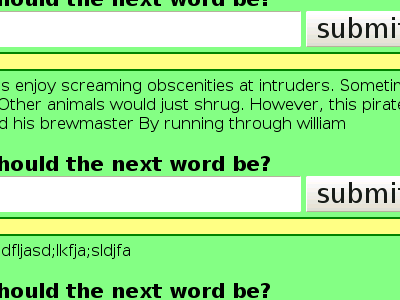 hould the next word be?
submi
s enjoy screaming obscenities at intruders. Sometin
Other animals would just shrug. However, this pirate
d his brewmaster By running through william
hould the next word be?
submi
dfljasd;lkfja;sldjfa
hould the next word be?